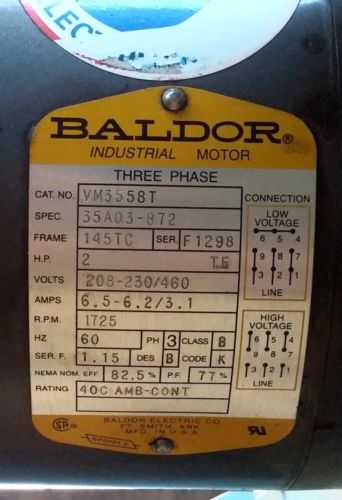 ELEC
BALDOR®
INDUSTRIAL MOTOR
THREE PHASE
CAT. NO. VM3558T
SPEC. 35A03-872
FRAME 145TC SER. F1298
H.P. 2 TE
VOLTS 208-230/460
AMPS 6.5-6.2/3.1
R.P.M. 1725
HZ 60 PH 3 CLASS B
SER. F. 1.15 DES B CODE K
NEMA NOM. EFF. 82.5% P.F. 77%
RATING 40C AMB-CONT
CONNECTION
LOW
VOLTAGE
6 5 4
9 8 7
3 2 1
LINE
HIGH
VOLTAGE
6 5 4
9 8 7
3 2 1
LINE
BALDOR ELECTRIC CO
FT. SMITH, ARK
MFD. IN U.S.A.